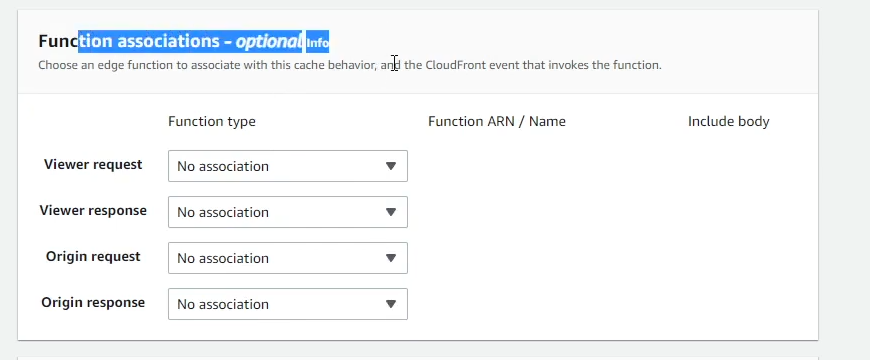 Function associations - optional Info
Choose an edge function to associate with this cache behavior, and the CloudFront event that invokes the function.
Function type Function ARN / Name Include body
Viewer request No association
Viewer response No association
Origin request No association
Origin response No association